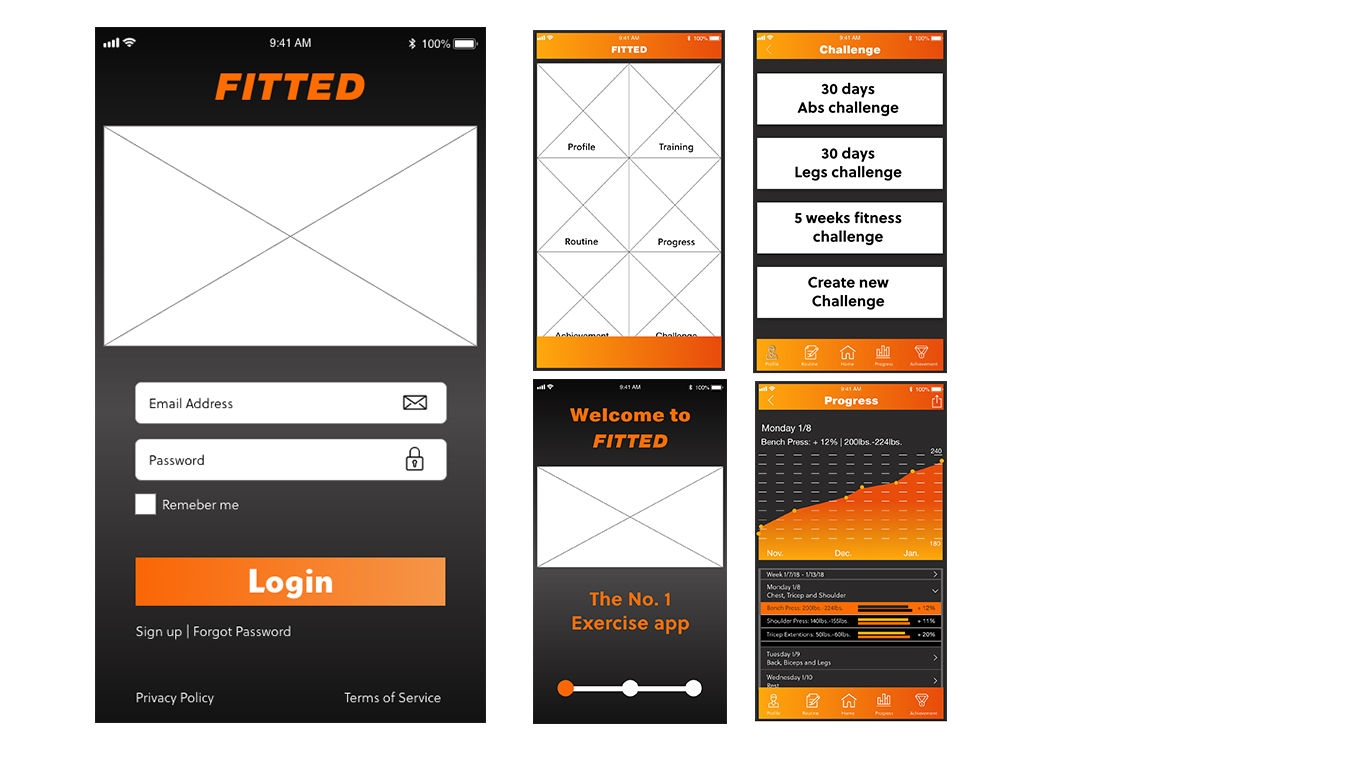 9:41 AM
100%
FITTED
Email Address
Password
Remeber me
Login
Sign up | Forgot Password
Privacy Policy
Terms of Service
9:41 AM
100%
FITTED
Profile
Training
Routine
Progress
Achievement
Challenge
9:41 AM
100%
Challenge
30 days
Abs challenge
30 days
Legs challenge
5 weeks fitness
challenge
Create new
Challenge
Profile
Routine
Home
Progress
Achievement
9:41 AM
100%
Welcome to
FITTED
The No. 1
Exercise app
9:41 AM
100%
Progress
Monday 1/8
Bench Press: + 12% | 200lbs.-224lbs.
240
180
Nov.
Dec.
Jan.
Week 1/7/18 - 1/13/18
Monday 1/8
Chest, Tricep and Shoulder
Bench Press: 200lbs.-224lbs.
+ 12%
Shoulder Press: 140lbs.-155lbs.
+ 11%
Tricep Extentions: 50lbs.-60lbs.
+ 20%
Tuesday 1/9
Back, Biceps and Legs
Wednesday 1/10
Rest
Profile
Routine
Home
Progress
Achievement